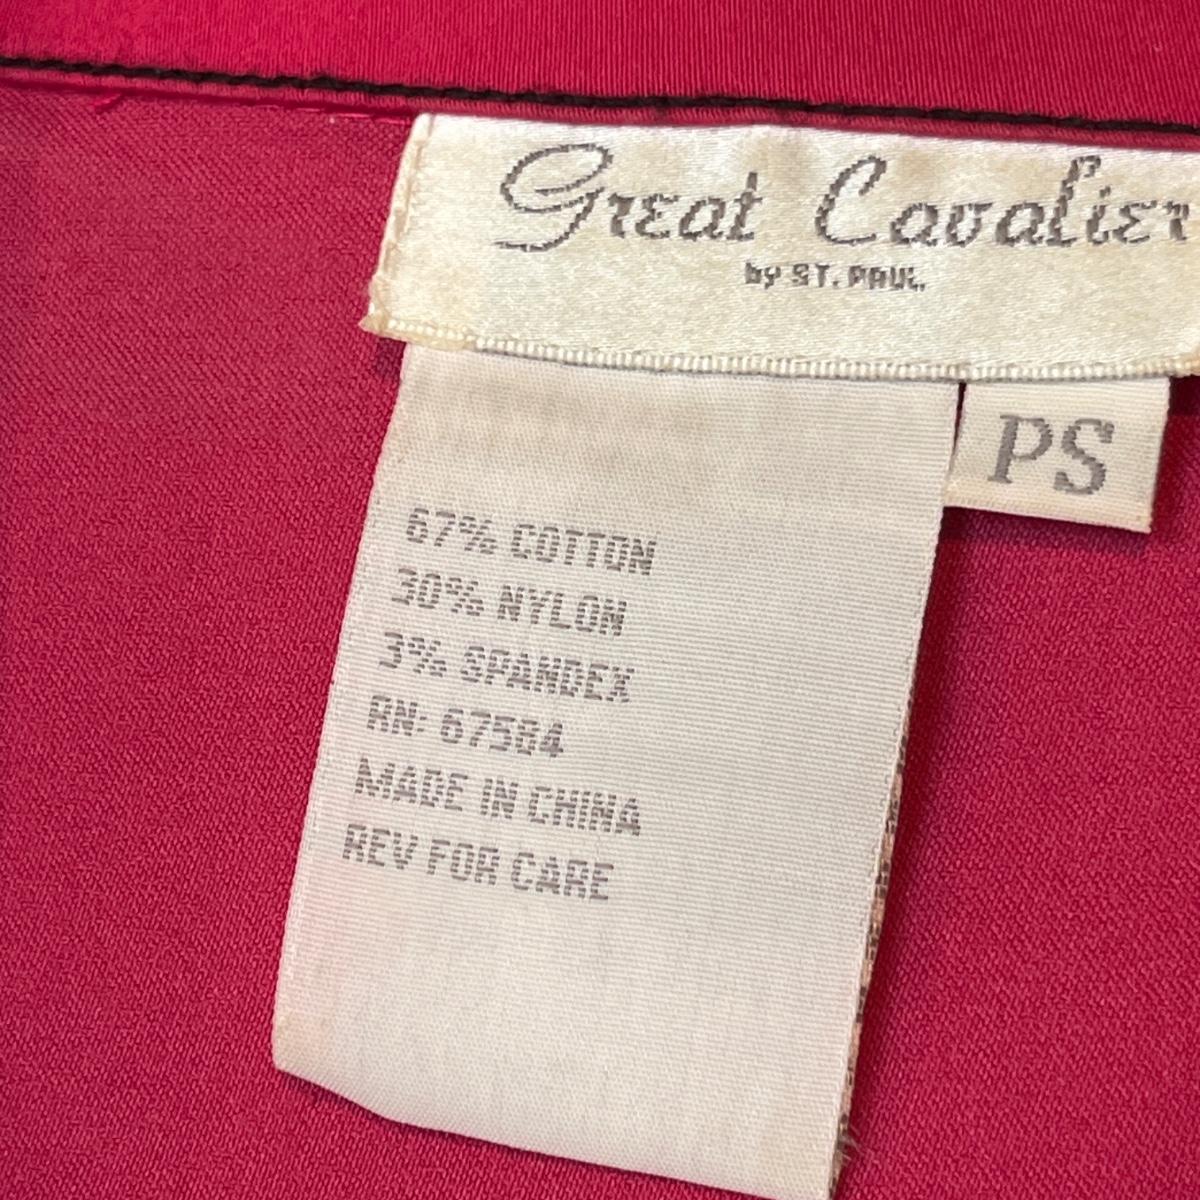 Great Cavalier
by ST. PAUL
PS
67% COTTON
30% NYLON
3% SPANDEX
RN: 67584
MADE IN CHINA
REV FOR CARE